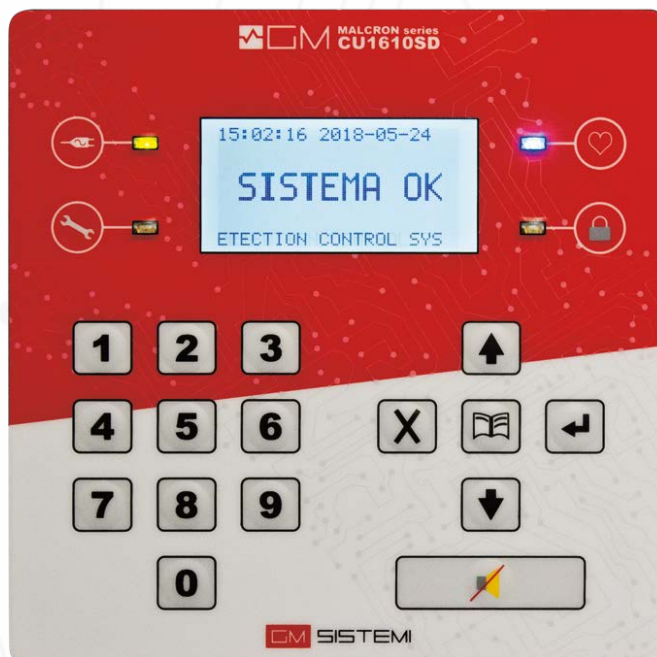 GM MALCRON series
CU1610SD
15:02:16 2018-05-24
SISTEMA OK
ETECTION CONTROL SYS
1 2 3
4 5 6 X
7 8 9
0
GM SISTEMI